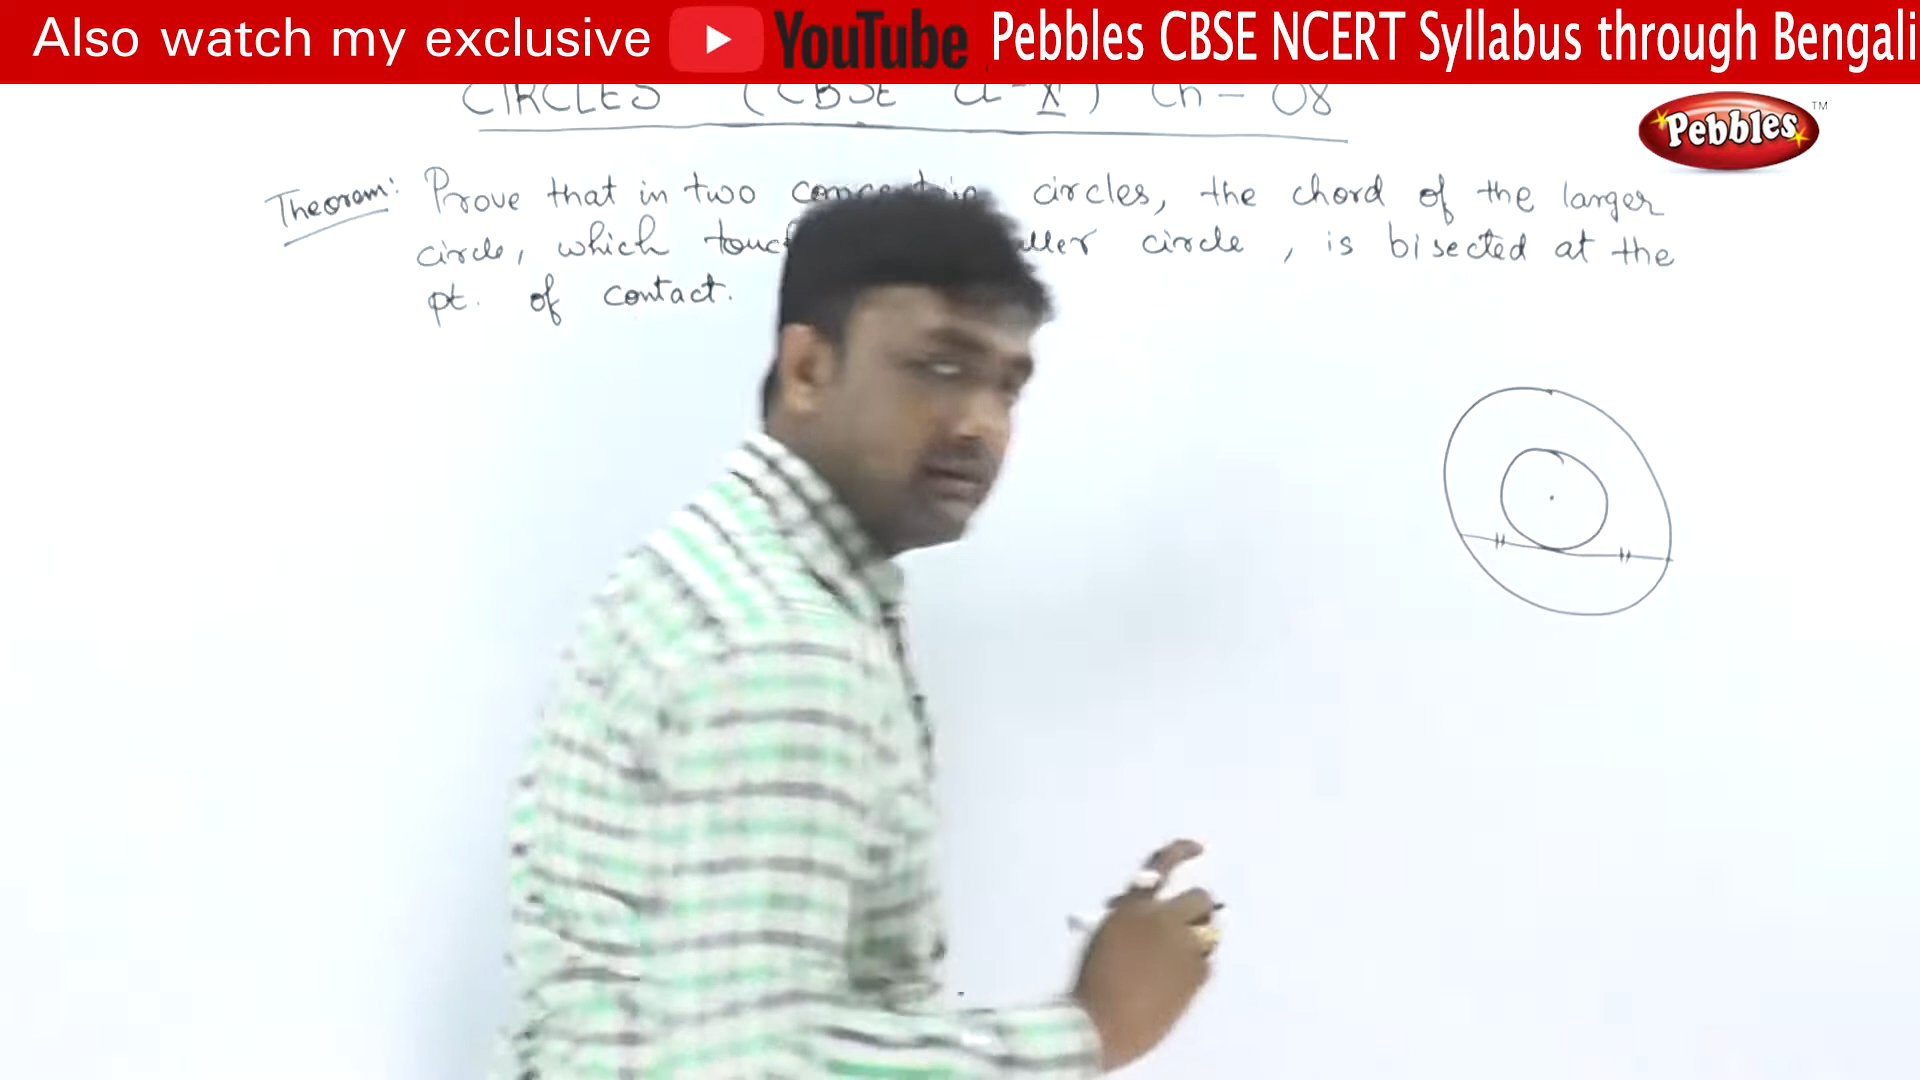 Also watch my exclusive YouTube Pebbles CBSE NCERT Syllabus through Bengali
CIRCLES (CBSE Cl-X) Ch-08
Pebbles TM
Theorem: Prove that in two circles, the chord of the larger
circle, which circle, is bisected at the
pt. of contact.